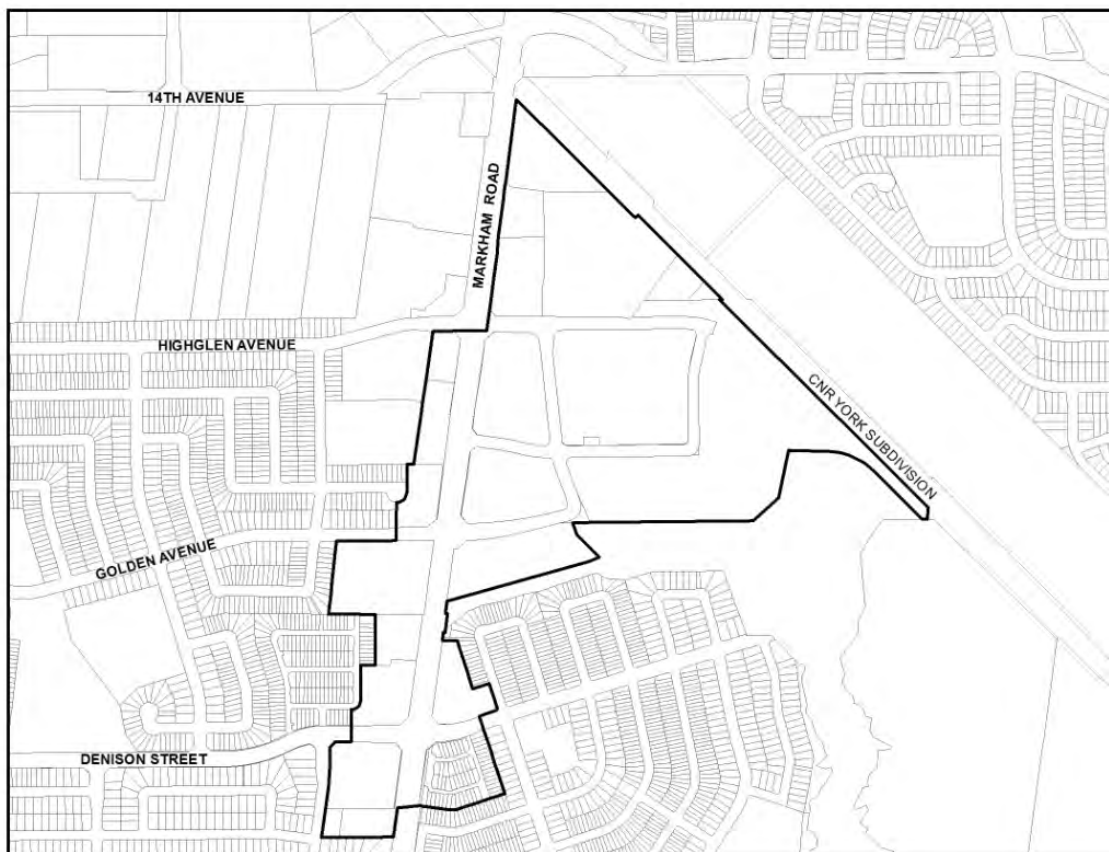 14TH AVENUE
MARKHAM ROAD
HIGHGLEN AVENUE
CNR YORK SUBDIVISION
GOLDEN AVENUE
DENISON STREET